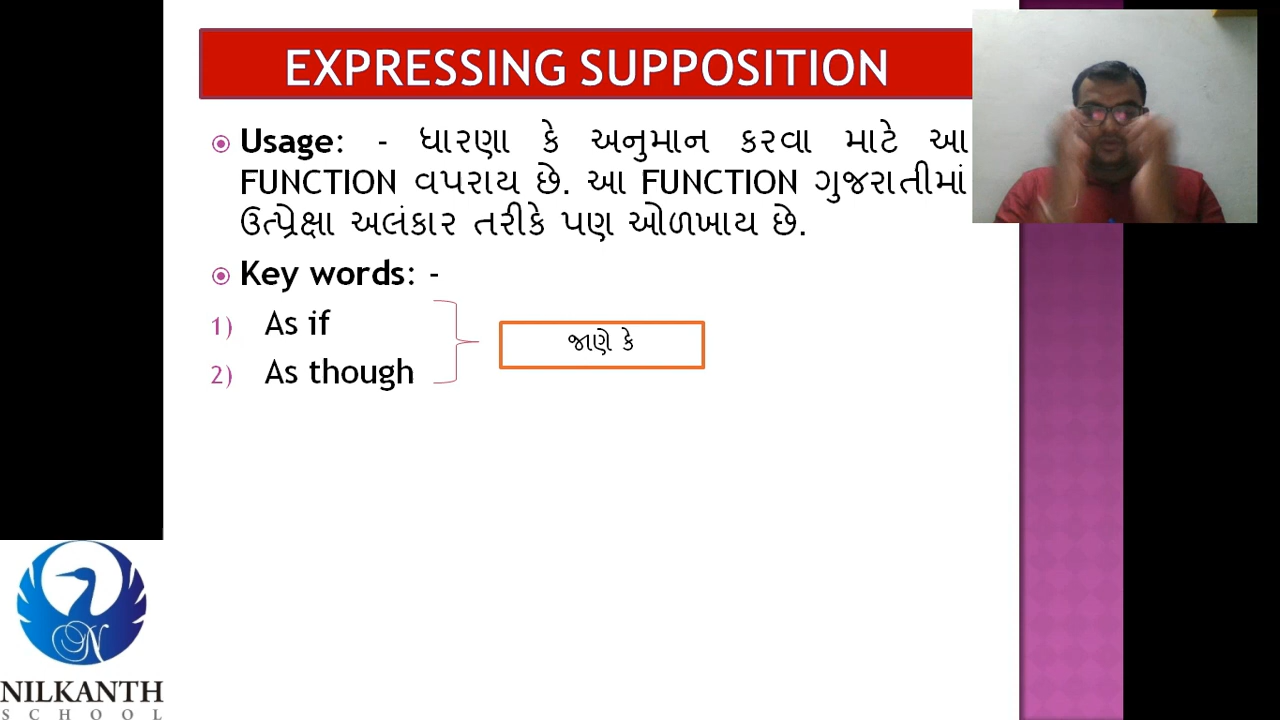 EXPRESSING SUPPOSITION
Usage: - ધારણા કે અનુમાન કરવા માટે આ
FUNCTION વપરાય છે. આ FUNCTION ગુજરાતીમાં
ઉત્પ્રેક્ષા અલંકાર તરીકે પણ ઓળખાય છે.
Key words: -
1) As if
2) As though
જાણે કે
N
NILKANTH
SCHOOL